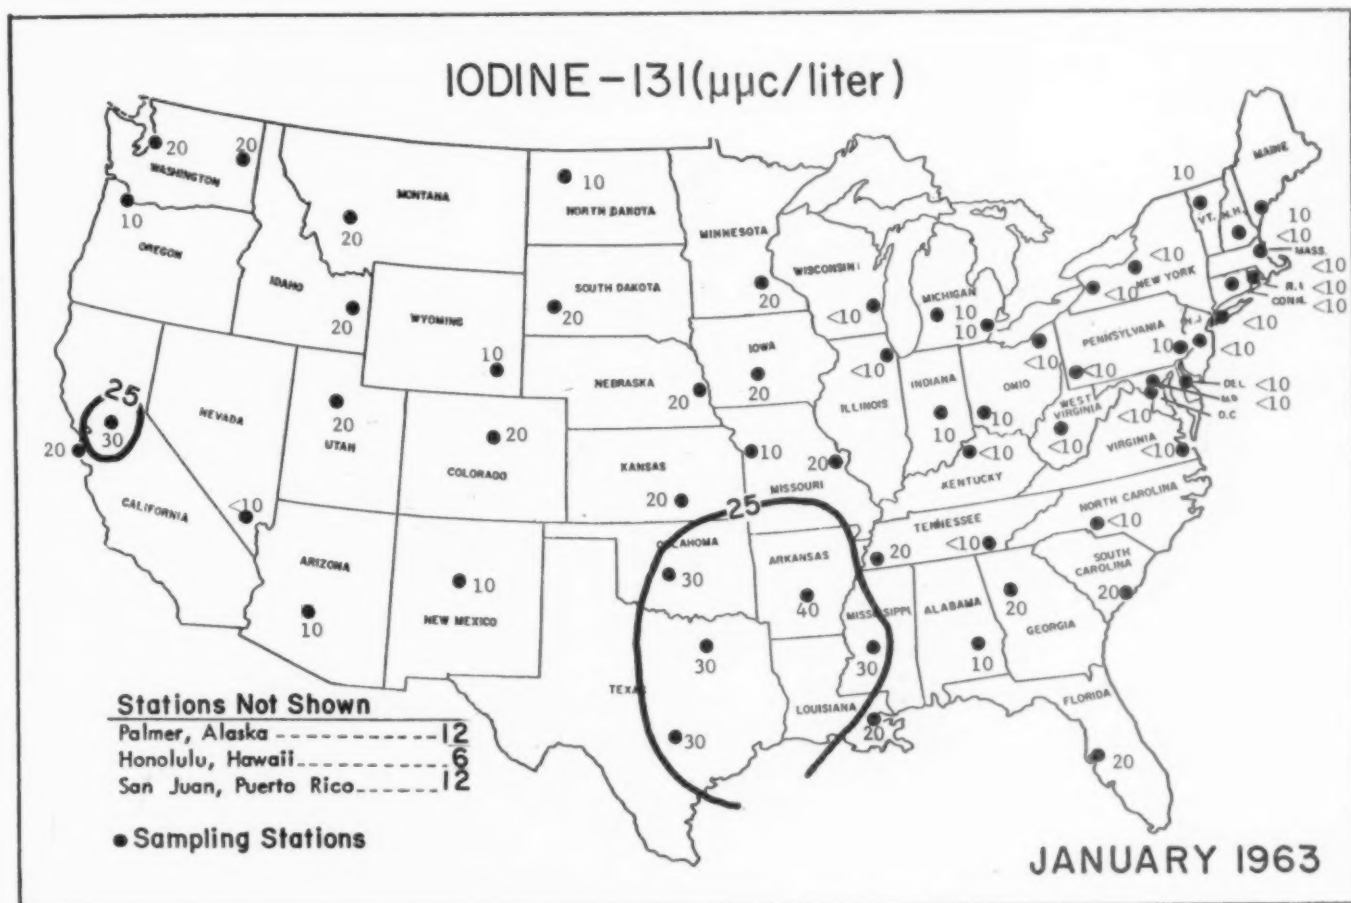 IODINE-131(µµc/liter)
MAINE
10
20
20
WASHINGTON
10
10
NORTH DAKOTA
MONTANA
20
VT.
N.H.
10
<10
MASS.
<10
R.I
<10
CONN.
<10
OREGON
MINNESOTA
WISCONSIN
<10
NEW YORK
<10
IDAHO
20
WYOMING
10
SOUTH DAKOTA
20
20
<10
MICHIGAN
10
10
PENNSYLVANIA
N.J.
<10
10
<10
<10
<10
OHIO
IOWA
20
NEBRASKA
20
<10
ILLINOIS
INDIANA
10
10
DEL
<10
MD
<10
D.C
<10
WEST
VIRGINIA
<10
VIRGINIA
<10
25
30
20
NEVADA
20
UTAH
20
COLORADO
KANSAS
20
10
20
MISSOURI
<10
KENTUCKY
CALIFORNIA
<10
25
OKLAHOMA
30
ARKANSAS
40
TENNESSEE
20
<10
NORTH CAROLINA
<10
SOUTH
CAROLINA
20
ARIZONA
10
10
NEW MEXICO
MISSISSIPPI
30
ALABAMA
10
20
GEORGIA
30
TEXAS
30
LOUISIANA
20
FLORIDA
20
Stations Not Shown
Palmer, Alaska ------------- 12
Honolulu, Hawaii------------- 6
San Juan, Puerto Rico------- 12
Sampling Stations
JANUARY 1963